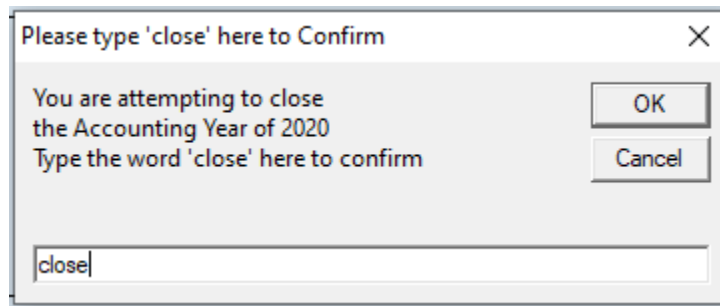 Please type 'close' here to Confirm
You are attempting to close
the Accounting Year of 2020
Type the word 'close' here to confirm
OK
Cancel
close